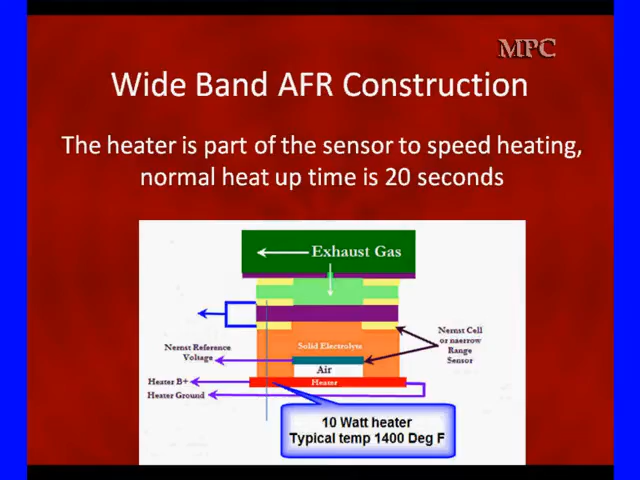 MPC
Wide Band AFR Construction
The heater is part of the sensor to speed heating,
normal heat up time is 20 seconds
Exhaust Gas
Nernst Cell
or naerrow
Range
Sensor
Solid Electrolyte
Nernst Reference
Voltage
Air
Heater B+
Heater
Heater Ground
10 Watt heater
Typical temp 1400 Deg F